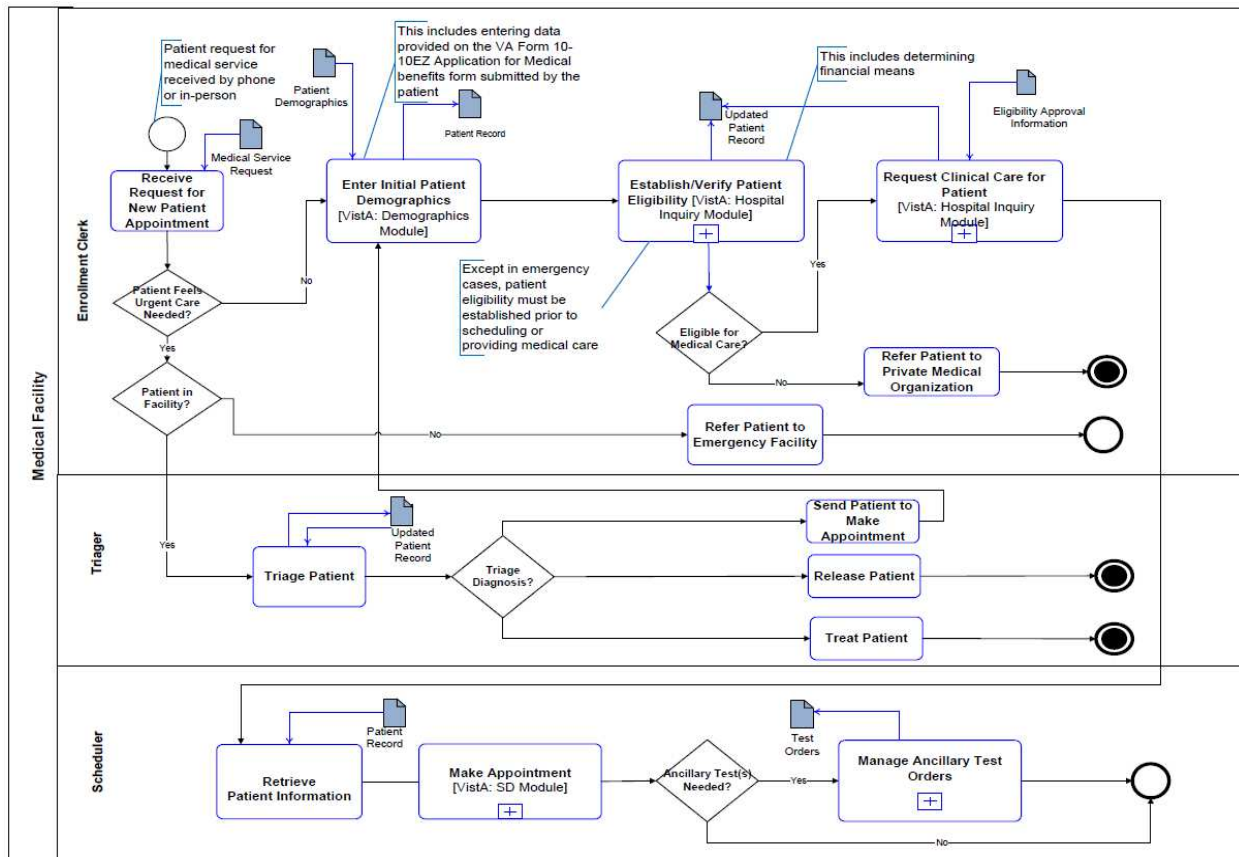 Medical Facility
Enrollment Clerk
Patient request for
medical service
received by phone
or in-person
Medical Service
Request
Receive
Request for
New Patient
Appointment
Patient Feels
Urgent Care
Needed?
No
Yes
Patient in
Facility?
No
Yes
Patient
Demographics
This includes entering data
provided on the VA Form 10-
10EZ Application for Medical
benefits form submitted by the
patient
Patient Record
Enter Initial Patient
Demographics
[VistA: Demographics
Module]
This includes determining
financial means
Updated
Patient
Record
Establish/Verify Patient
Eligibility [VistA: Hospital
Inquiry Module]
Except in emergency
cases, patient
eligibility must be
established prior to
scheduling or
providing medical care
Eligible for
Medical Care?
Yes
No
Eligibility Approval
Information
Request Clinical Care for
Patient
[VistA: Hospital Inquiry
Module]
Refer Patient to
Private Medical
Organization
Refer Patient to
Emergency Facility
Triager
Updated
Patient
Record
Triage Patient
Triage
Diagnosis?
Send Patient to
Make
Appointment
Release Patient
Treat Patient
Scheduler
Patient
Record
Retrieve
Patient Information
Make Appointment
[VistA: SD Module]
Ancillary Test(s)
Needed?
Yes
No
Test
Orders
Manage Ancillary Test
Orders